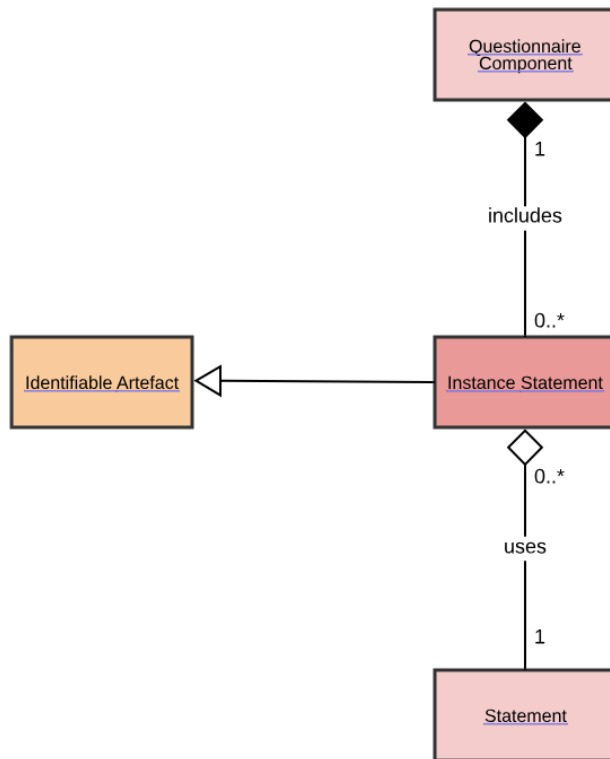 Questionnaire
Component
1
includes
0..*
Identifiable Artefact
Instance Statement
0..*
uses
1
Statement